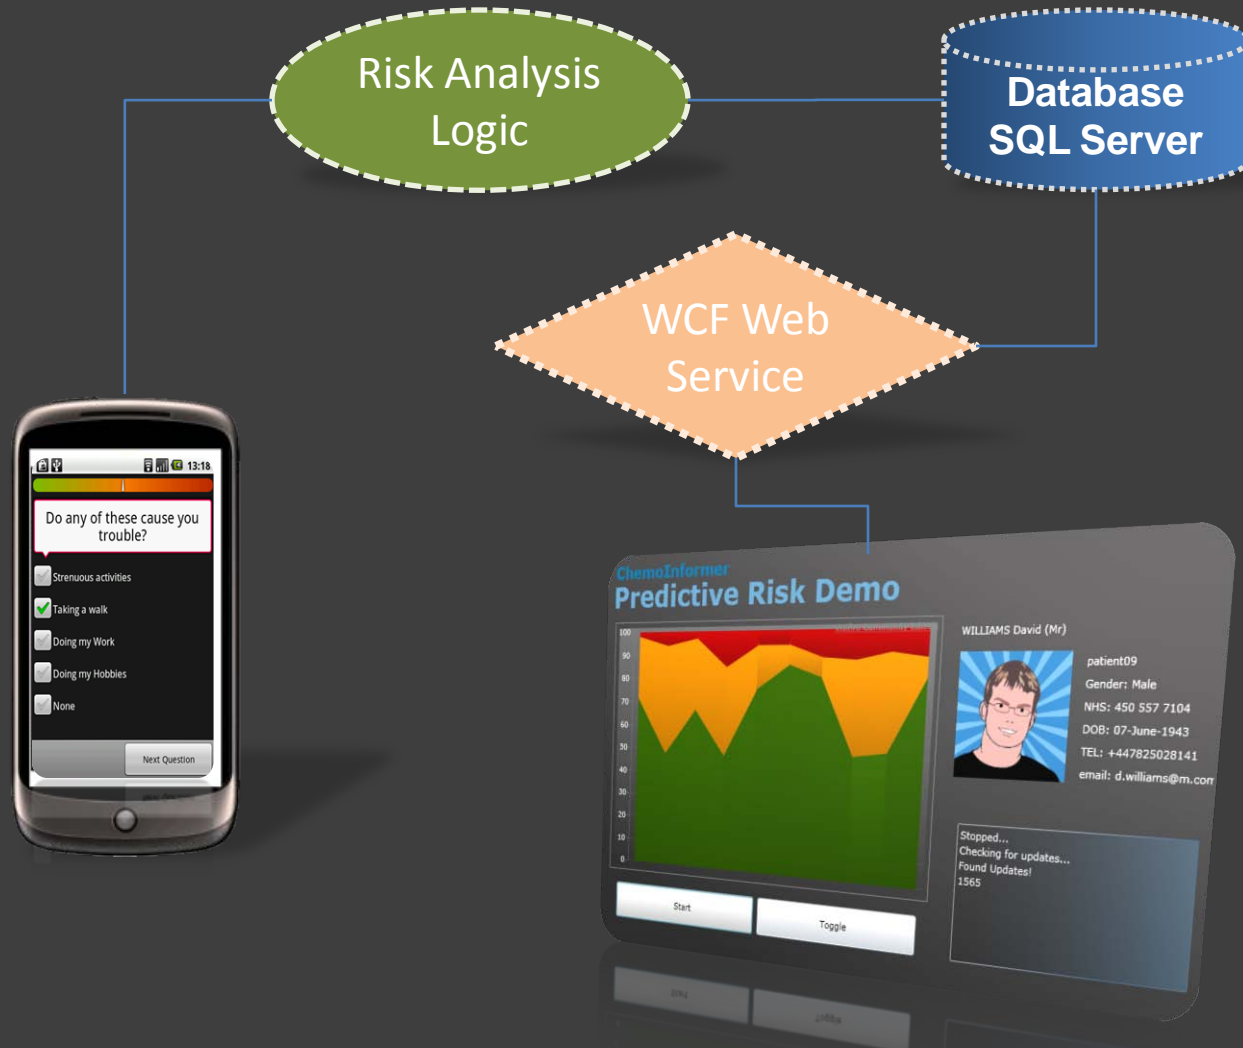 Risk Analysis
Logic
Database
SQL Server
WCF Web
Service
13:18
Do any of these cause you
trouble?
Strenuous activities
Taking a walk
Doing my Work
Doing my Hobbies
None
Next Question
ChemoInformer
Predictive Risk Demo
100
90
80
70
60
50
40
30
20
10
0
WILLIAMS David (Mr)
patient09
Gender: Male
NHS: 450 557 7104
DOB: 07-June-1943
TEL: +447825028141
email: d.williams@m.com
Stopped...
Checking for updates...
Found Updates!
1565
Start
Toggle